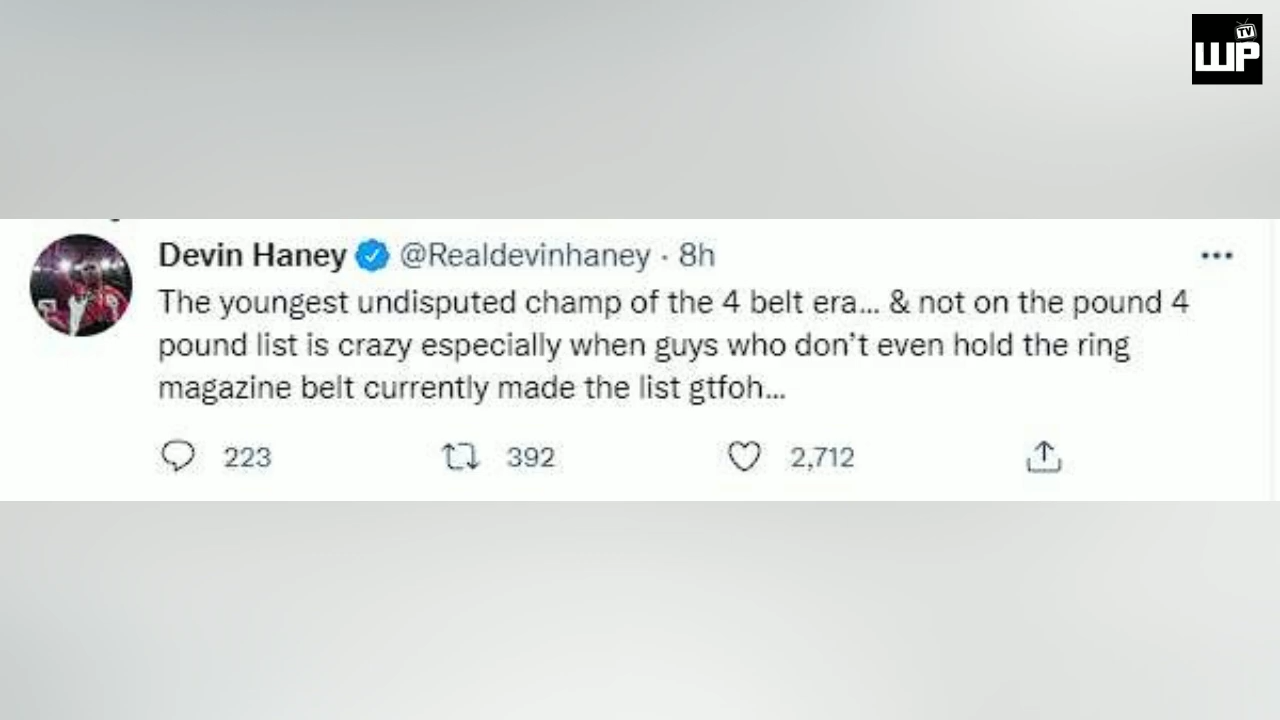 TV
WP
Devin Haney @Realdevinhaney · 8h
The youngest undisputed champ of the 4 belt era... & not on the pound 4
pound list is crazy especially when guys who don’t even hold the ring
magazine belt currently made the list gtfoh...
223 392 2,712